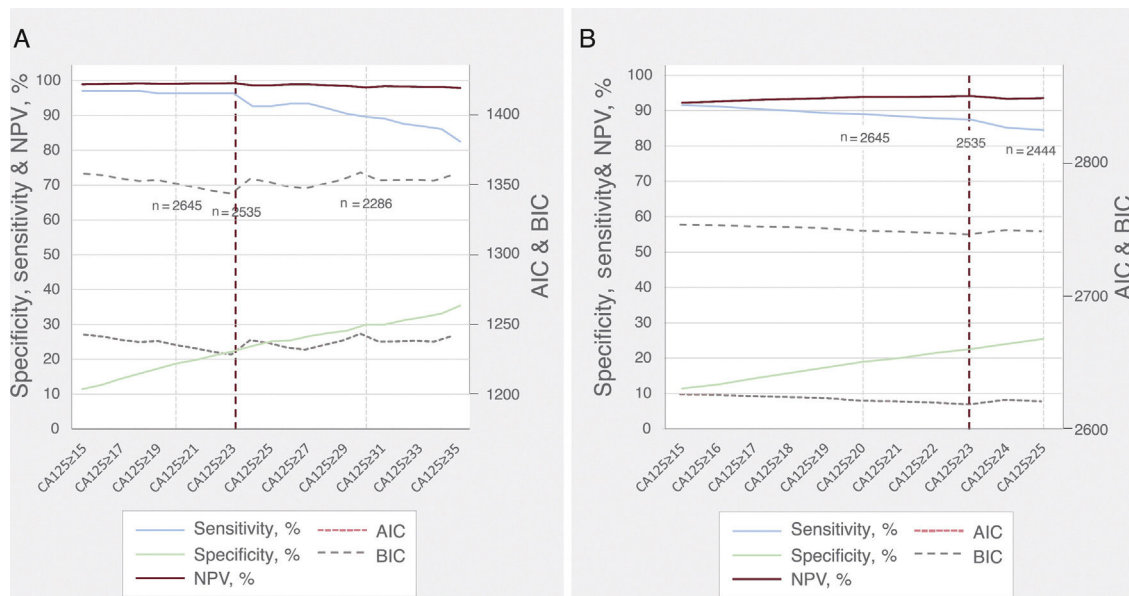 A
Specificity, sensitivity & NPV, %
100
90
80
70
60
50
40
30
20
10
0
1400
1350
1300
1250
1200
AIC & BIC
n = 2645
n = 2535
n = 2286
CA125≥15
CA125≥17
CA125≥19
CA125≥21
CA125≥23
CA125≥25
CA125≥27
CA125≥29
CA125≥31
CA125≥33
CA125≥35
Sensitivity, %
AIC
Specificity, %
BIC
NPV, %
B
Specificity, sensitivity& NPV, %
100
90
80
70
60
50
40
30
20
10
0
2800
2700
2600
AIC & BIC
n = 2645
2535
n = 2444
CA125≥15
CA125≥16
CA125≥17
CA125≥18
CA125≥19
CA125≥20
CA125≥21
CA125≥22
CA125≥23
CA125≥24
CA125≥25
Sensitivity, %
AIC
Specificity, %
BIC
NPV, %